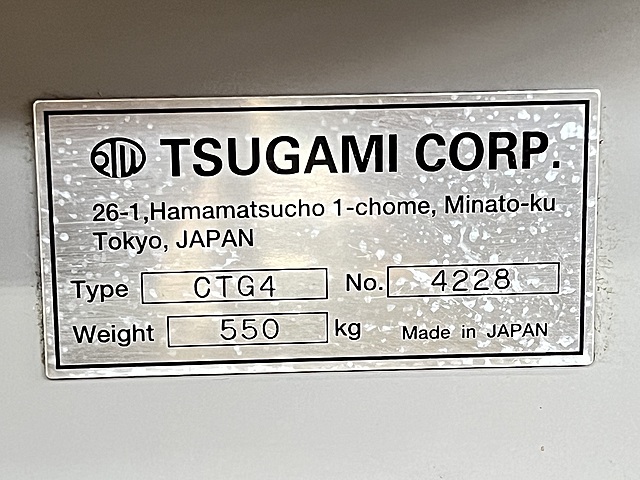 TSUGAMI CORP.
26-1,Hamamatsucho 1-chome, Minato-ku
Tokyo, JAPAN
Type CTG4 No. 4228
Weight 550 kg Made in JAPAN